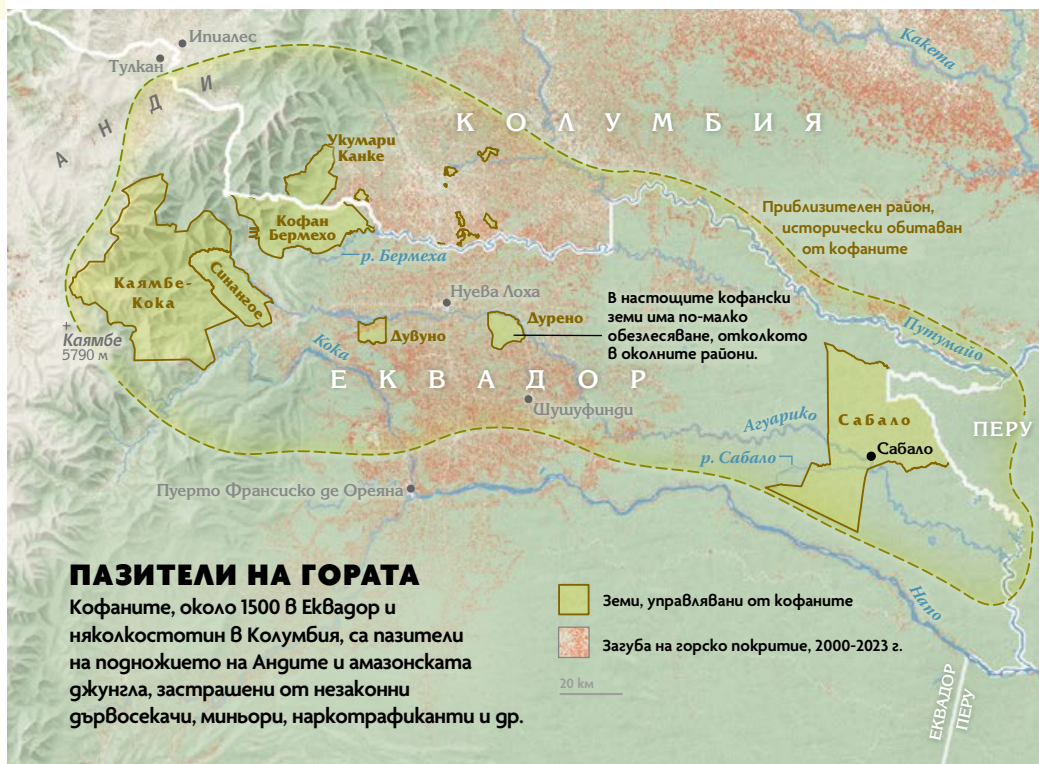 Ипиалес
Тулкан
АНДИ
Какета
КОЛУМБИЯ
Укумари
Канке
Кофан
Бермехо
р. Бермеха
Приблизителен район,
исторически обитаван
от кофаните
Каямбе-
Кока
Синангое
Нуева Лоха
Каямбе
5790 м
Кока
Дувуно
Дурено
В настоящите кофански
земи има по-малко
обезлесяване, отколкото
в околните райони.
Путумайо
ЕКВАДОР
Шушуфинди
Агуарико
Сабало
ПЕРУ
р. Сабало
Сабало
Пуерто Франсиско де Ореяна
Напо
ПАЗИТЕЛИ НА ГОРАТА
Кофаните, около 1500 в Еквадор и
няколкостотин в Колумбия, са пазители
на подножието на Андите и амазонската
джунгла, застрашени от незаконни
дървосекачи, миньори, наркотрафиканти и др.
Земи, управлявани от кофаните
Загуба на горско покритие, 2000-2023 г.
20 км
ЕКВАДОР
ПЕРУ